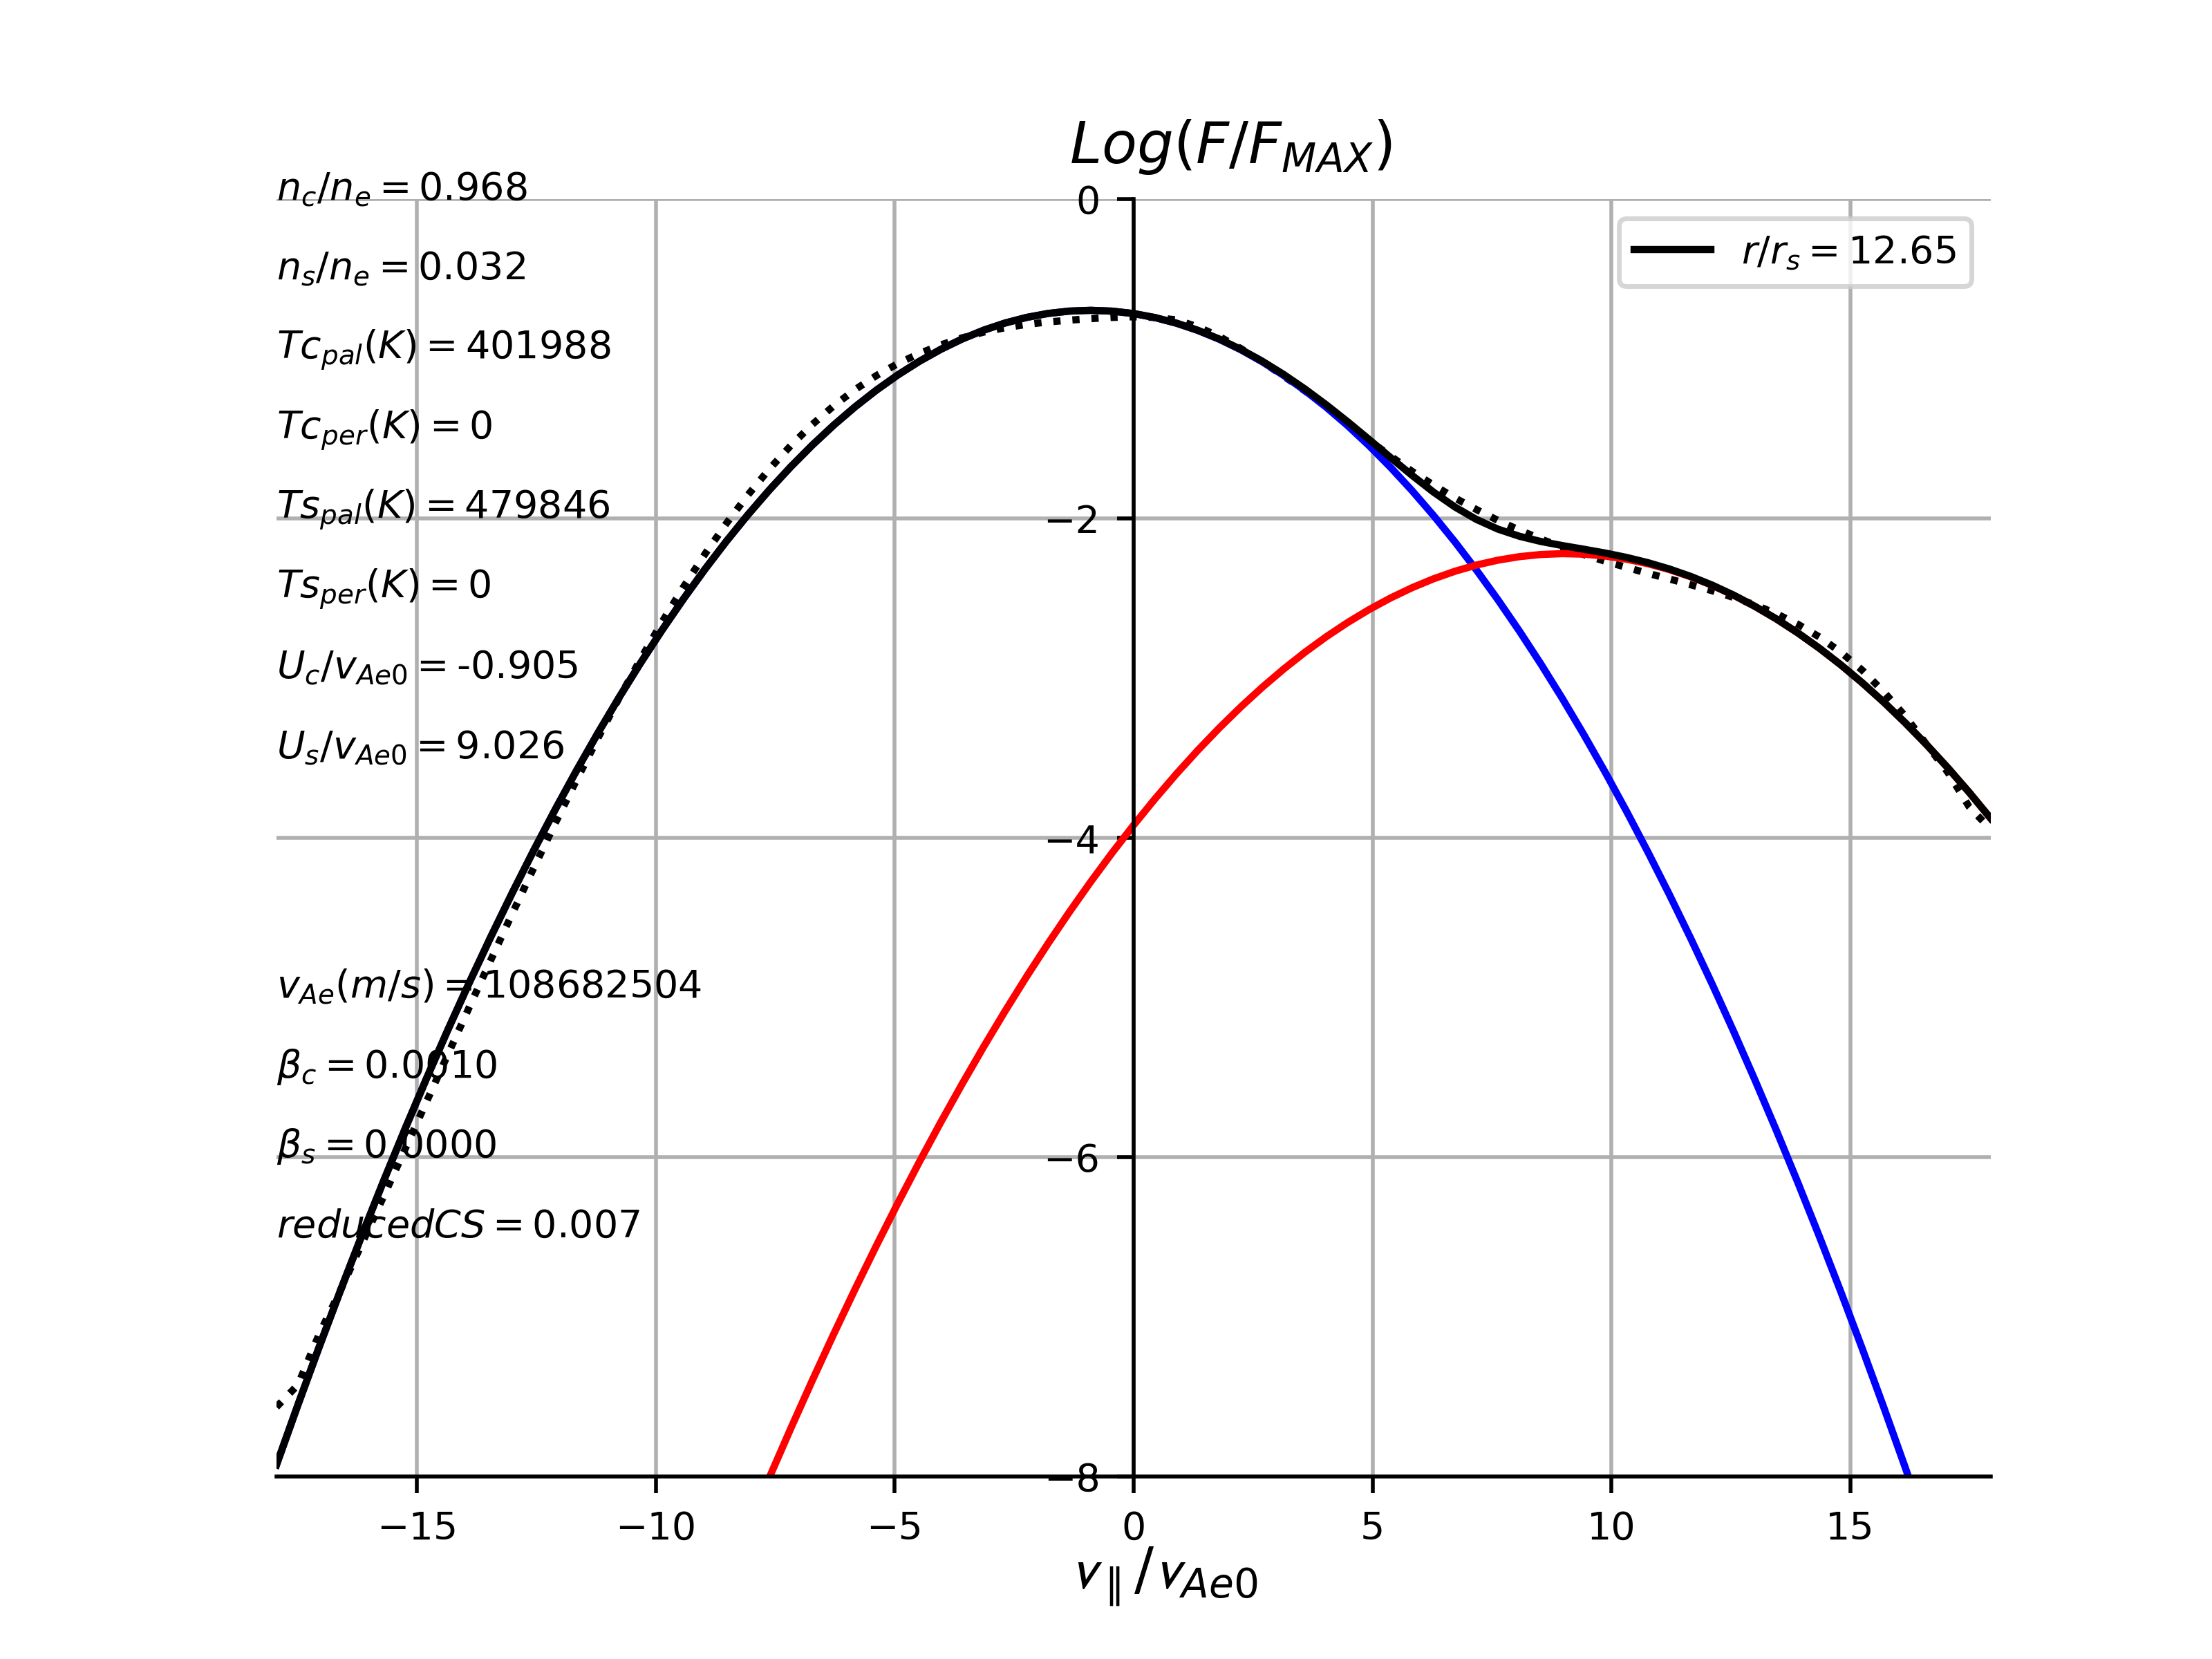 Log(F/F_MAX)
n_c/n_e = 0.968
n_s/n_e = 0.032
Tc_pal(K) = 401988
Tc_per(K) = 0
Ts_pal(K) = 479846
Ts_per(K) = 0
U_c/v_Ae0 = -0.905
U_s/v_Ae0 = 9.026
v_Ae(m/s) = 108682504
β_c = 0.0010
β_s = 0.0000
reducedCS = 0.007
r/r_s = 12.65
0
−2
−4
−6
−8
−15 −10 −5 0 5 10 15
v_∥/v_Ae0